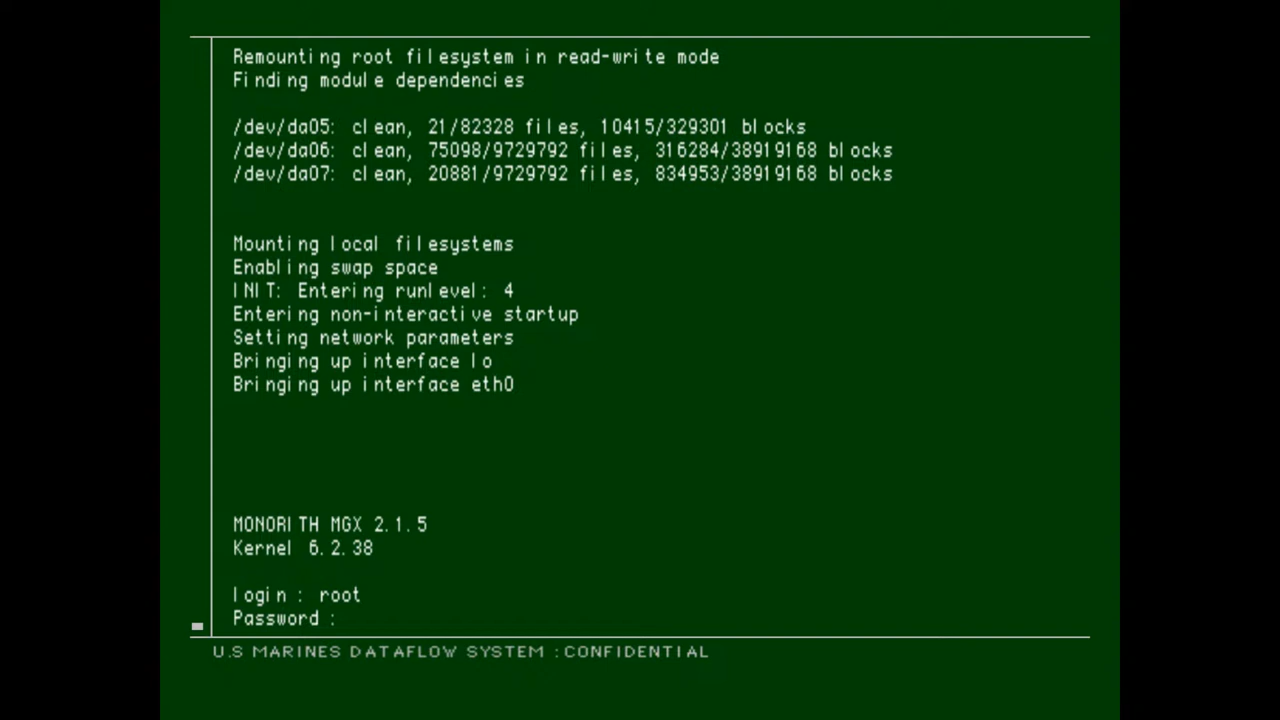 Remounting root filesystem in read-write mode
Finding module dependencies
/dev/da05: clean, 21/82328 files, 10415/329301 blocks
/dev/da06: clean, 75098/9729792 files, 316284/38919168 blocks
/dev/da07: clean, 20881/9729792 files, 834953/38919168 blocks
Mounting local filesystems
Enabling swap space
INIT: Entering runlevel: 4
Entering non-interactive startup
Setting network parameters
Bringing up interface lo
Bringing up interface eth0
MONORITH MGX 2.1.5
Kernel 6.2.38
login : root
Password :
U.S MARINES DATAFLOW SYSTEM :CONFIDENTIAL